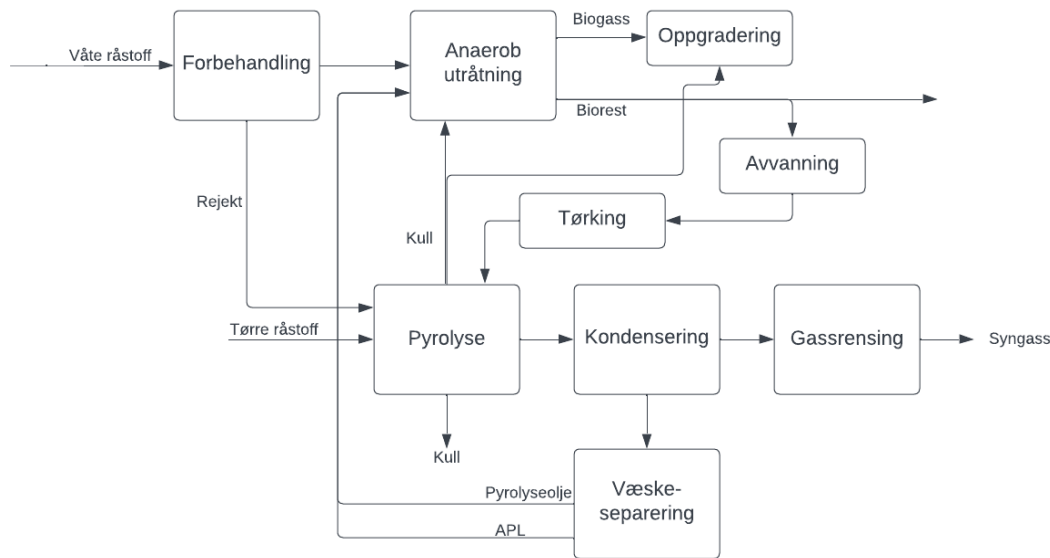 Biogass
Våte råstoff
Forbehandling
Anaerob
utråtning
Oppgradering
Biorest
Avvanning
Rejekt
Tørking
Kull
Tørre råstoff
Pyrolyse
Kondensering
Gassrensing
Syngass
Kull
Pyrolyseolje
Væske-
separering
APL